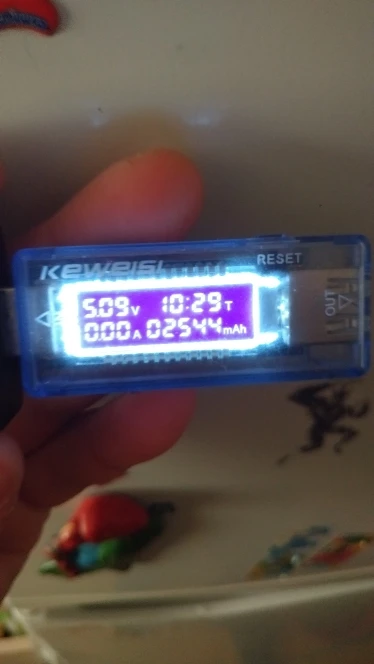 KEWEISI
RESET
5.09V 10:29T
0.00A 02544mAh
OUT